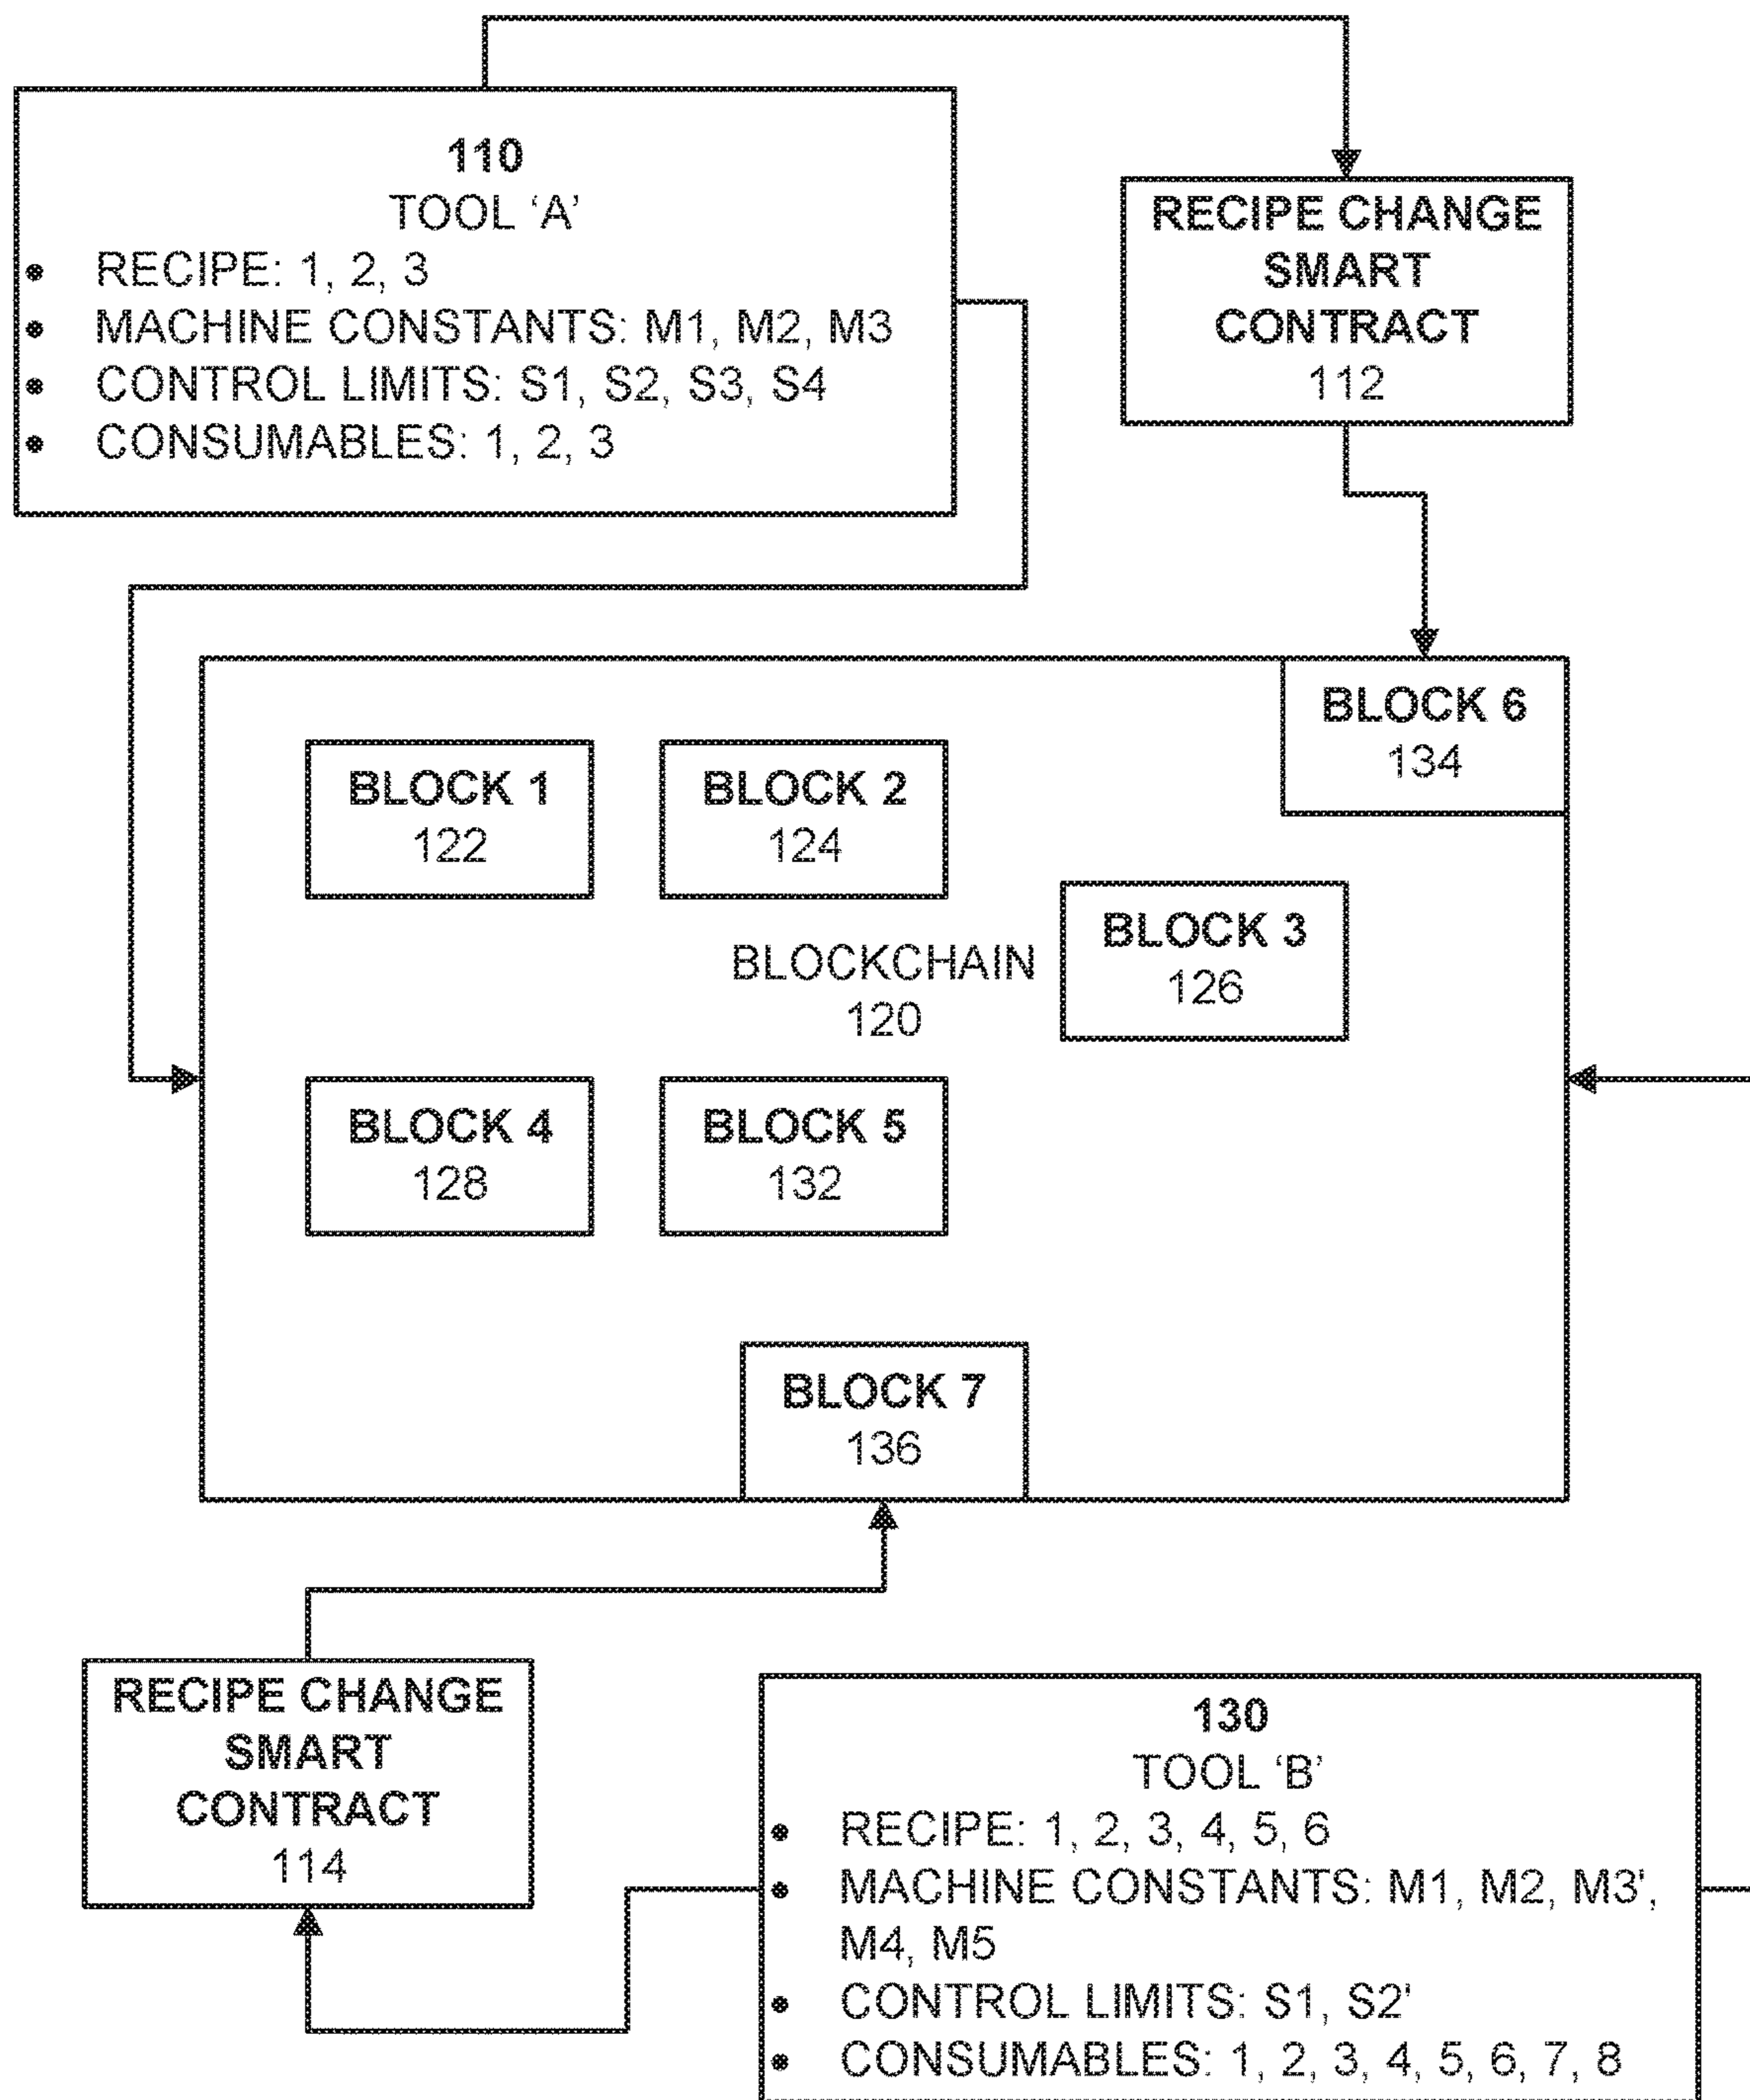 110
TOOL ‘A’
• RECIPE: 1, 2, 3
• MACHINE CONSTANTS: M1, M2, M3
• CONTROL LIMITS: S1, S2, S3, S4
• CONSUMABLES: 1, 2, 3
RECIPE CHANGE
SMART
CONTRACT
112
BLOCK 6
134
BLOCK 1
122
BLOCK 2
124
BLOCK 3
126
BLOCKCHAIN
120
BLOCK 4
128
BLOCK 5
132
BLOCK 7
136
RECIPE CHANGE
SMART
CONTRACT
114
130
TOOL ‘B’
• RECIPE: 1, 2, 3, 4, 5, 6
• MACHINE CONSTANTS: M1, M2, M3',
M4, M5
• CONTROL LIMITS: S1, S2'
• CONSUMABLES: 1, 2, 3, 4, 5, 6, 7, 8